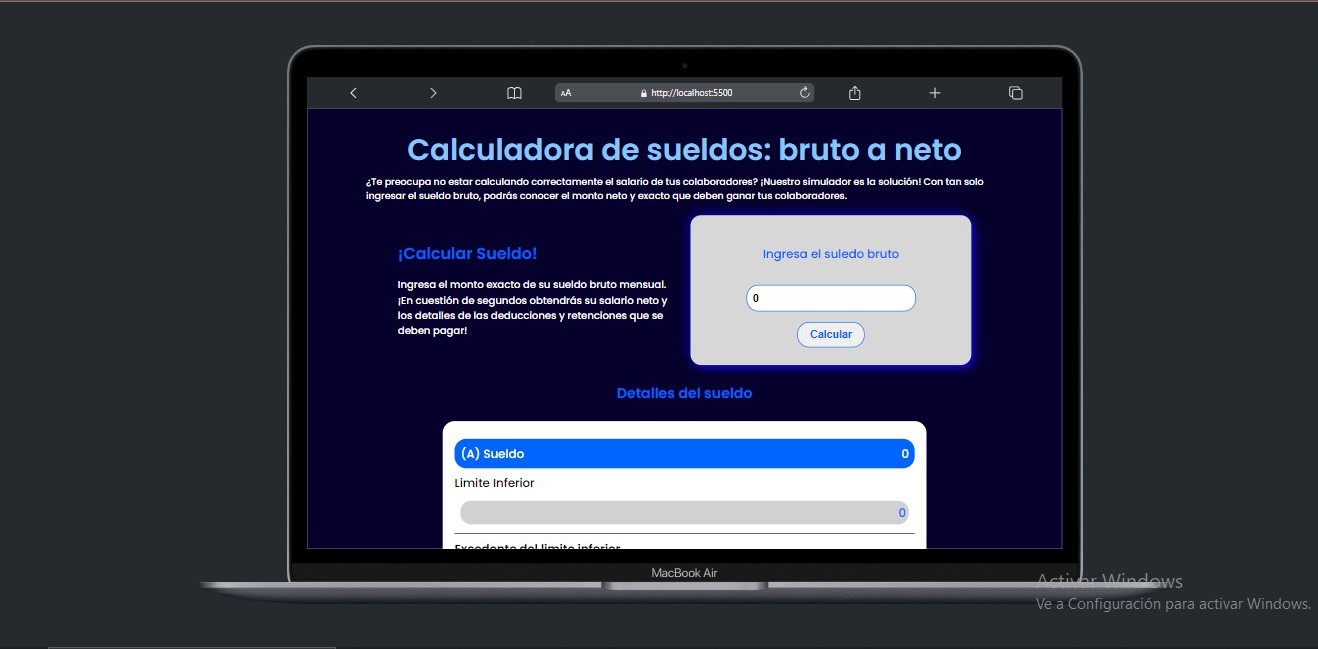 AA
http://localhost:5500
Calculadora de sueldos: bruto a neto
¿Te preocupa no estar calculando correctamente el salario de tus colaboradores? ¡Nuestro simulador es la solución! Con tan solo
ingresar el sueldo bruto, podrás conocer el monto neto y exacto que deben ganar tus colaboradores.
¡Calcular Sueldo!
Ingresa el monto exacto de su sueldo bruto mensual.
¡En cuestión de segundos obtendrás su salario neto y
los detalles de las deducciones y retenciones que se
deben pagar!
Ingresa el suledo bruto
0
Calcular
Detalles del sueldo
(A) Sueldo 0
Limite Inferior
0
Excedente del limite inferior
MacBook Air
Activar Windows
Ve a Configuración para activar Windows.